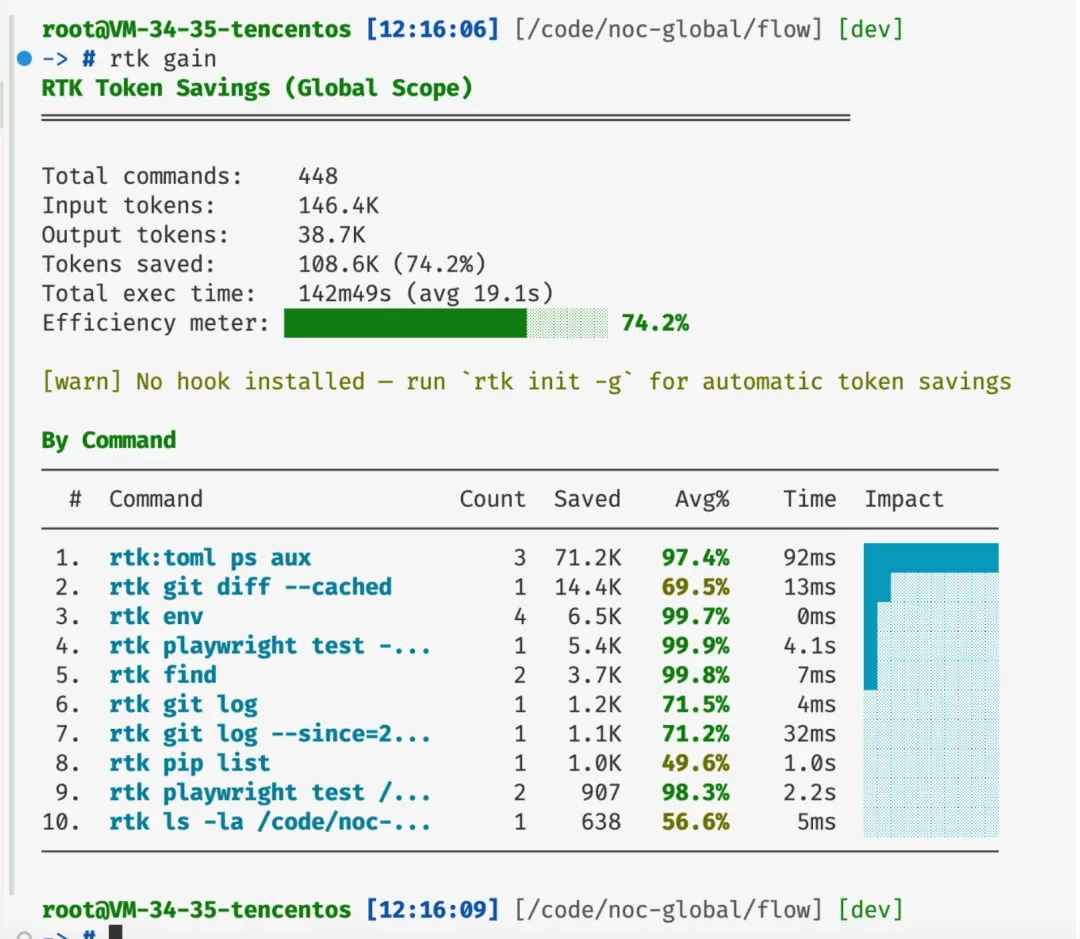 root@VM-34-35-tencentos [12:16:06] [/code/noc-global/flow] [dev]
-> # rtk gain
RTK Token Savings (Global Scope)
Total commands: 448
Input tokens: 146.4K
Output tokens: 38.7K
Tokens saved: 108.6K (74.2%)
Total exec time: 142m49s (avg 19.1s)
Efficiency meter: 74.2%
[warn] No hook installed — run `rtk init -g` for automatic token savings
By Command
# Command Count Saved Avg% Time Impact
1. rtk:toml ps aux 3 71.2K 97.4% 92ms
2. rtk git diff --cached 1 14.4K 69.5% 13ms
3. rtk env 4 6.5K 99.7% 0ms
4. rtk playwright test -... 1 5.4K 99.9% 4.1s
5. rtk find 2 3.7K 99.8% 7ms
6. rtk git log 1 1.2K 71.5% 4ms
7. rtk git log --since=2... 1 1.1K 71.2% 32ms
8. rtk pip list 1 1.0K 49.6% 1.0s
9. rtk playwright test /... 2 907 98.3% 2.2s
10. rtk ls -la /code/noc-... 1 638 56.6% 5ms
root@VM-34-35-tencentos [12:16:09] [/code/noc-global/flow] [dev]
-> #